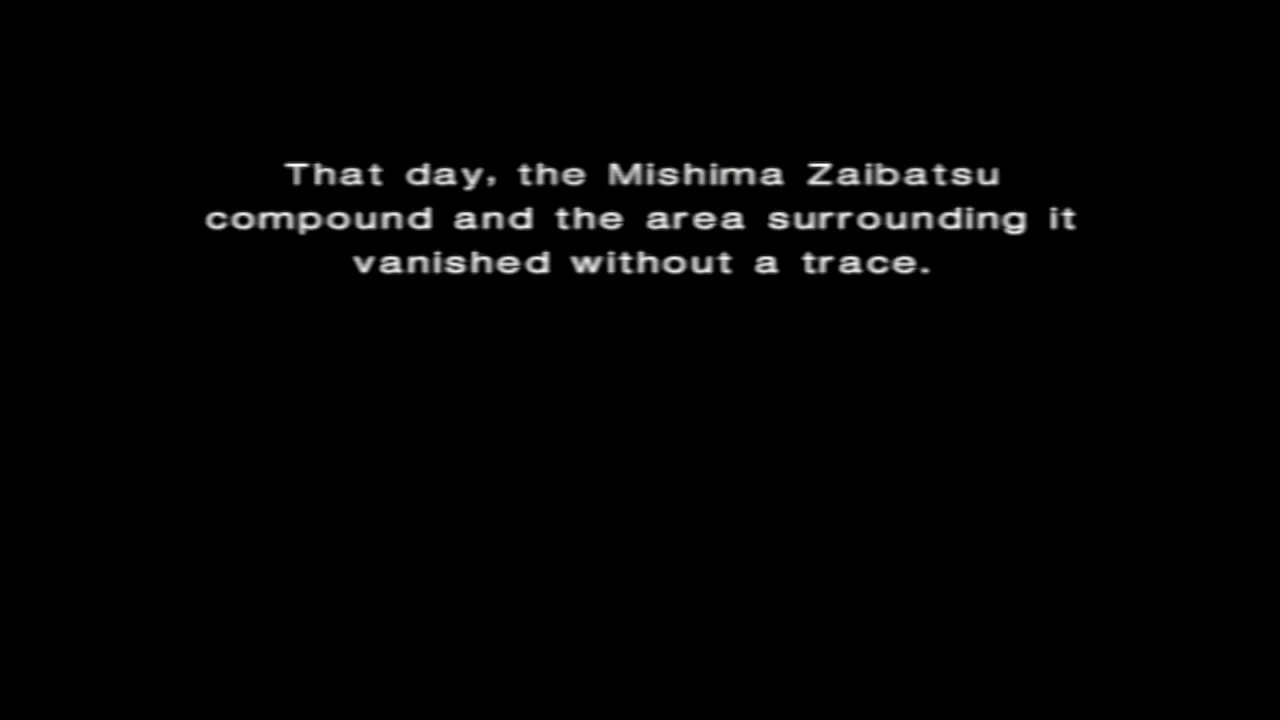 That day, the Mishima Zaibatsu
compound and the area surrounding it
vanished without a trace.